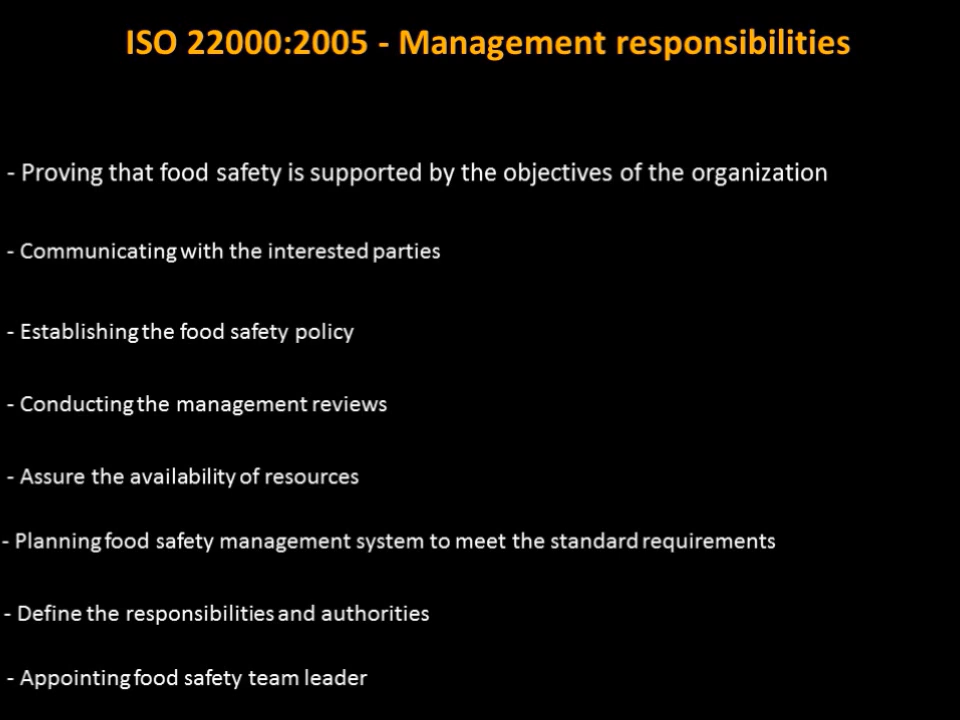 ISO 22000:2005 - Management responsibilities
- Proving that food safety is supported by the objectives of the organization
- Communicating with the interested parties
- Establishing the food safety policy
- Conducting the management reviews
- Assure the availability of resources
- Planning food safety management system to meet the standard requirements
- Define the responsibilities and authorities
- Appointing food safety team leader